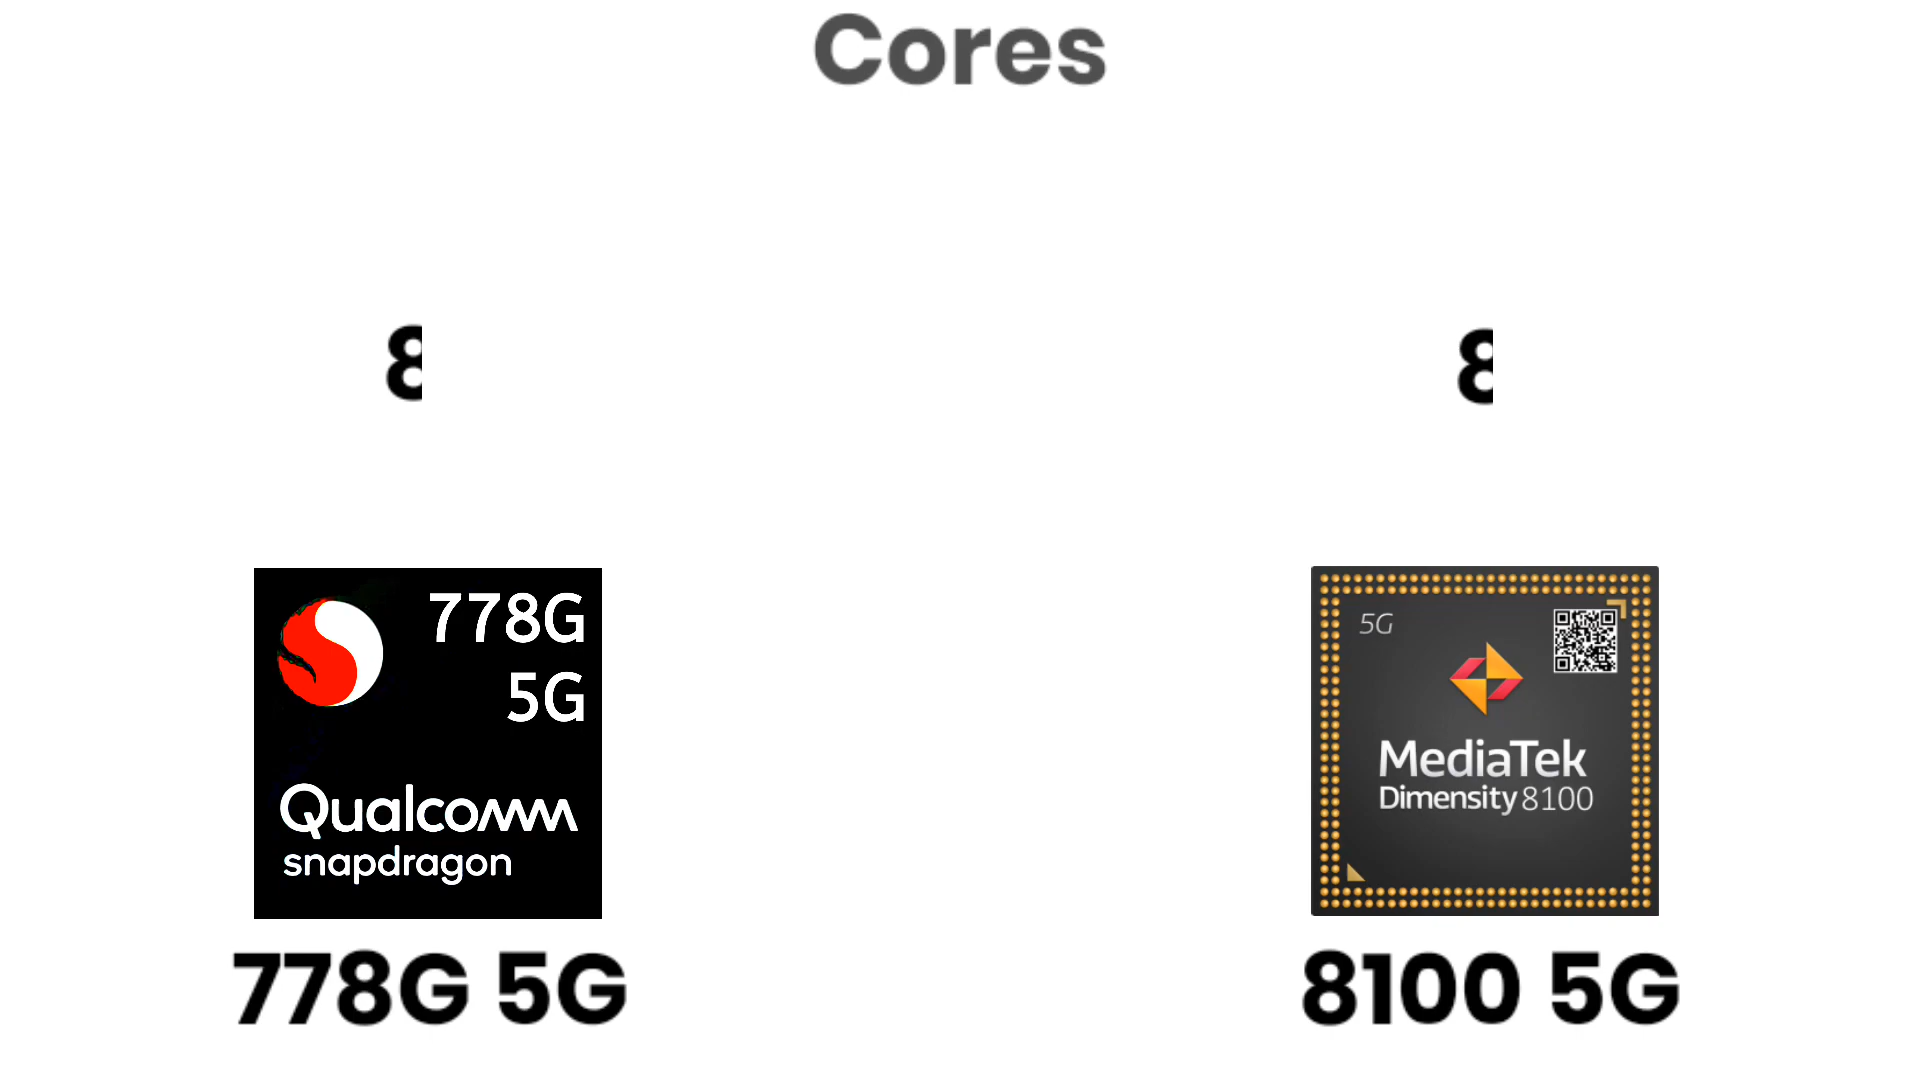 Cores
8
8
778G
5G
Qualcomm
snapdragon
5G
MediaTek
Dimensity 8100
778G 5G
8100 5G